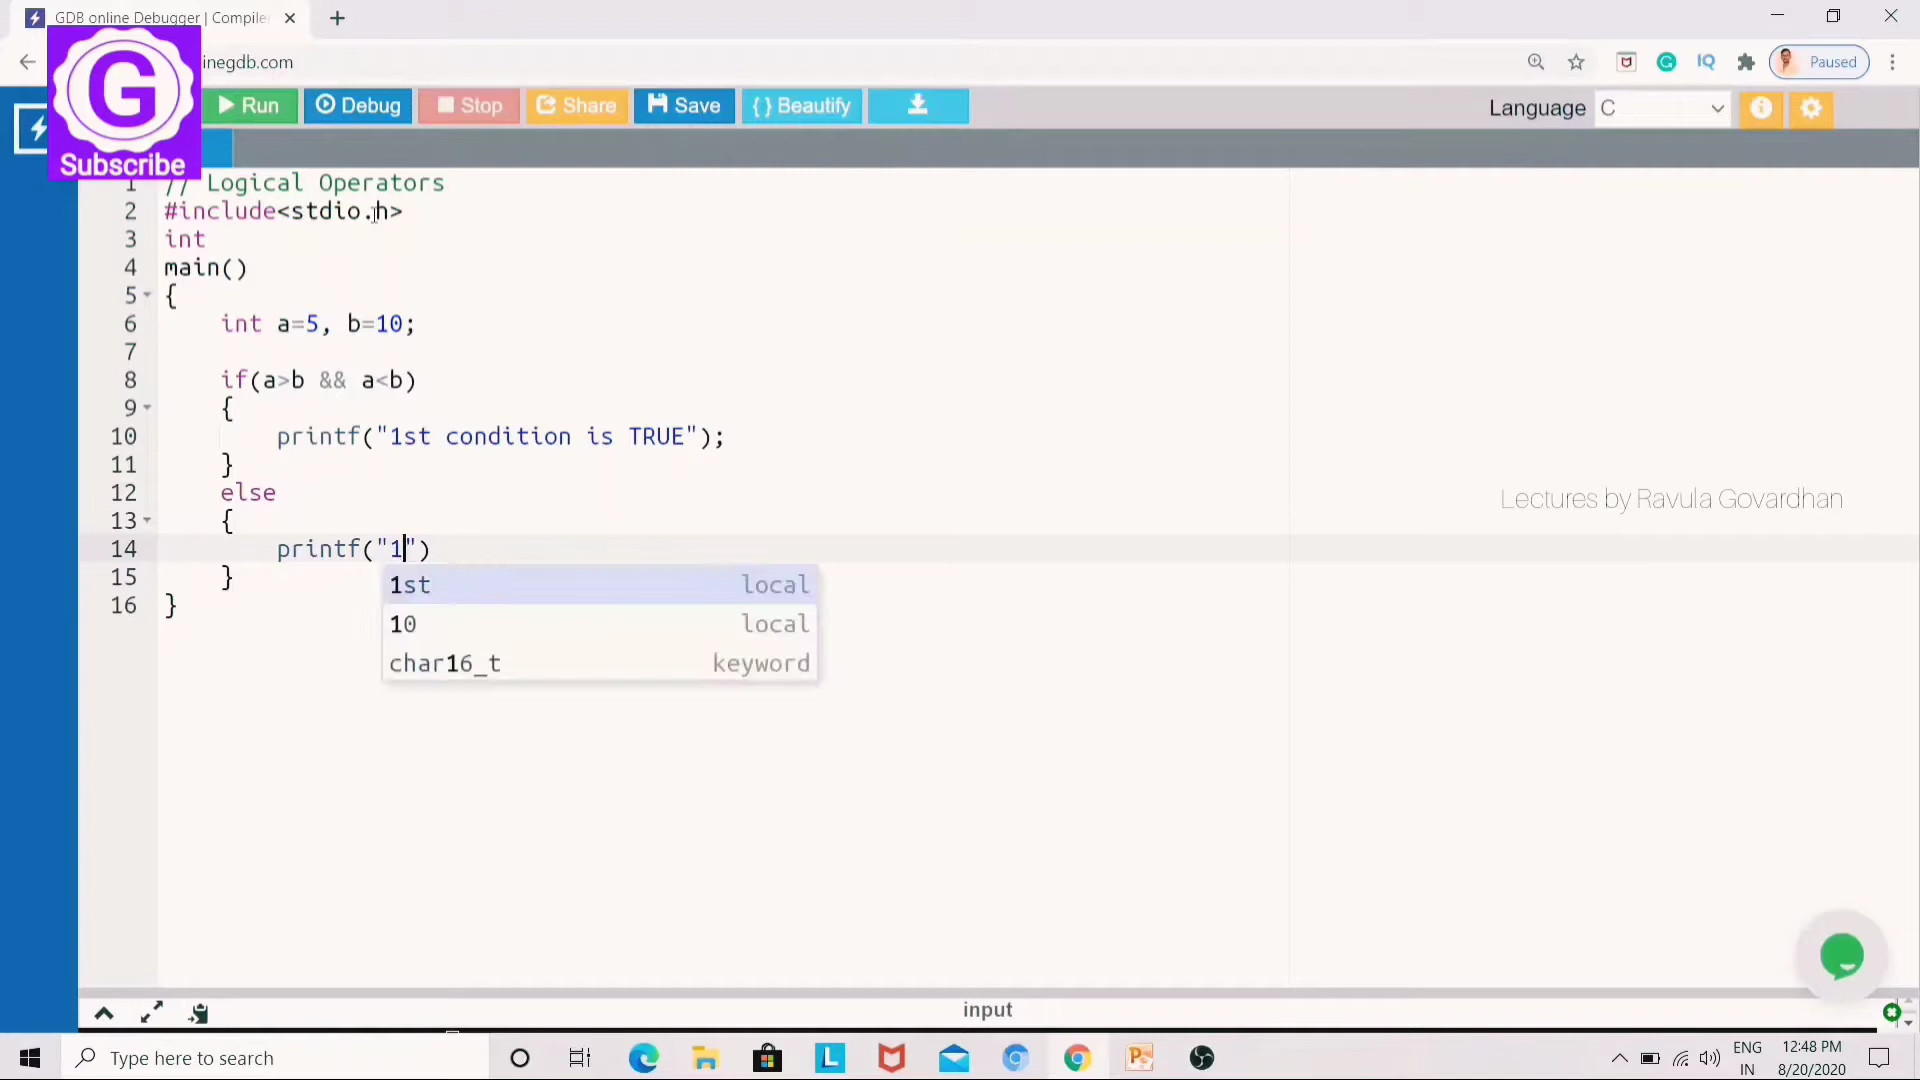 GDB online Debugger | Compiler
inegdb.com
Paused
G
Subscribe
Run Debug Stop Share Save { } Beautify
Language C
1 // Logical Operators
2 #include<stdio.h>
3 int
4 main()
5 {
6 int a=5, b=10;
7
8 if(a>b && a<b)
9 {
10 printf("1st condition is TRUE");
11 }
12 else
13 {
14 printf("1")
15 }
16 }
1st local
10 local
char16_t keyword
Lectures by Ravula Govardhan
input
Type here to search
ENG
IN
12:48 PM
8/20/2020